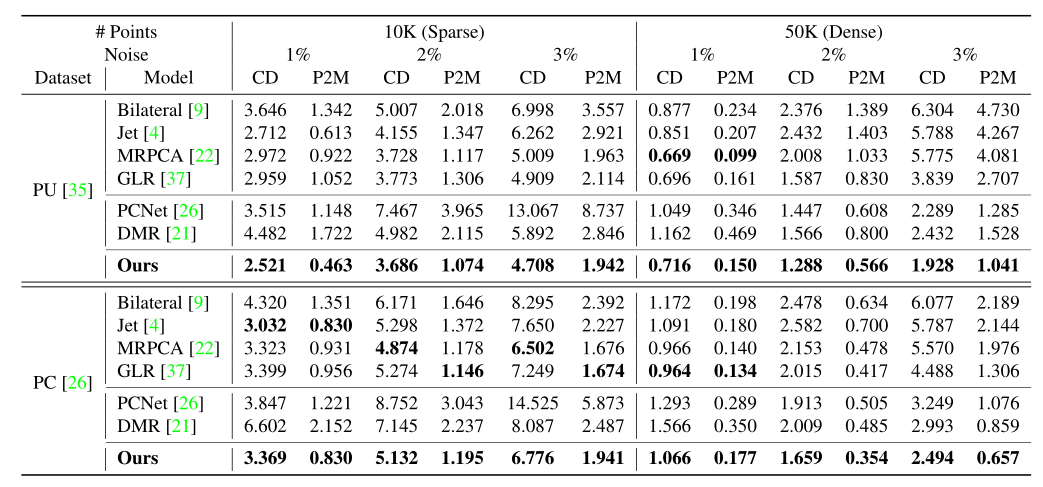 # Points 10K (Sparse) 50K (Dense)
Noise 1% 2% 3% 1% 2% 3%
Dataset Model CD P2M CD P2M CD P2M CD P2M CD P2M CD P2M
Bilateral [9] 3.646 1.342 5.007 2.018 6.998 3.557 0.877 0.234 2.376 1.389 6.304 4.730
Jet [4] 2.712 0.613 4.155 1.347 6.262 2.921 0.851 0.207 2.432 1.403 5.788 4.267
MRPCA [22] 2.972 0.922 3.728 1.117 5.009 1.963 0.669 0.099 2.008 1.033 5.775 4.081
GLR [37] 2.959 1.052 3.773 1.306 4.909 2.114 0.696 0.161 1.587 0.830 3.839 2.707
PU [35]
PCNet [26] 3.515 1.148 7.467 3.965 13.067 8.737 1.049 0.346 1.447 0.608 2.289 1.285
DMR [21] 4.482 1.722 4.982 2.115 5.892 2.846 1.162 0.469 1.566 0.800 2.432 1.528
Ours 2.521 0.463 3.686 1.074 4.708 1.942 0.716 0.150 1.288 0.566 1.928 1.041
Bilateral [9] 4.320 1.351 6.171 1.646 8.295 2.392 1.172 0.198 2.478 0.634 6.077 2.189
Jet [4] 3.032 0.830 5.298 1.372 7.650 2.227 1.091 0.180 2.582 0.700 5.787 2.144
MRPCA [22] 3.323 0.931 4.874 1.178 6.502 1.676 0.966 0.140 2.153 0.478 5.570 1.976
GLR [37] 3.399 0.956 5.274 1.146 7.249 1.674 0.964 0.134 2.015 0.417 4.488 1.306
PC [26]
PCNet [26] 3.847 1.221 8.752 3.043 14.525 5.873 1.293 0.289 1.913 0.505 3.249 1.076
DMR [21] 6.602 2.152 7.145 2.237 8.087 2.487 1.566 0.350 2.009 0.485 2.993 0.859
Ours 3.369 0.830 5.132 1.195 6.776 1.941 1.066 0.177 1.659 0.354 2.494 0.657